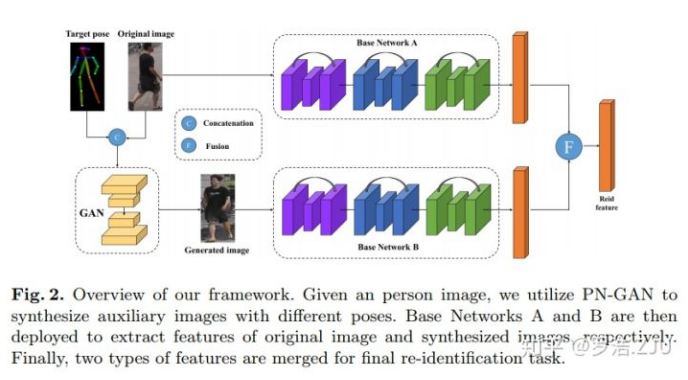 Target pose Original image
Base Network A
C Concatenation
F Fusion
C
F
GAN
Generated image
Base Network B
Reid
feature
Fig. 2. Overview of our framework. Given an person image, we utilize PN-GAN to
synthesize auxiliary images with different poses. Base Networks A and B are then
deployed to extract features of original image and synthesized images, respectively.
Finally, two types of features are merged for final re-identification task.
知乎 @罗浩.ZJU